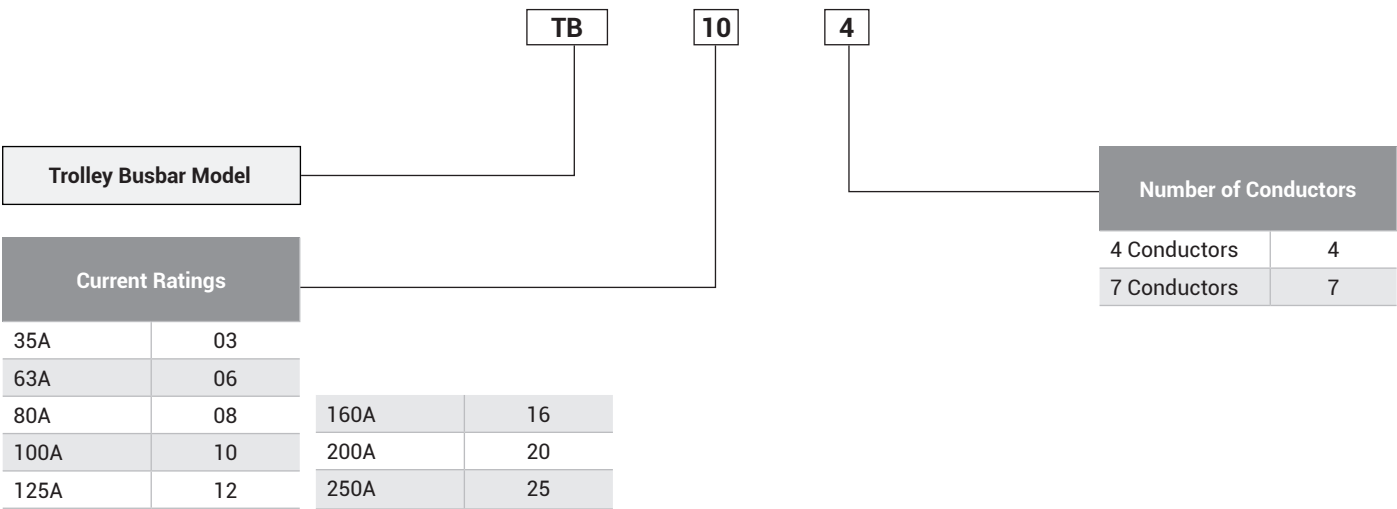 TB 10 4
Trolley Busbar Model
Number of Conductors
4 Conductors 4
7 Conductors 7
Current Ratings
35A 03
63A 06
80A 08
100A 10
125A 12
160A 16
200A 20
250A 25